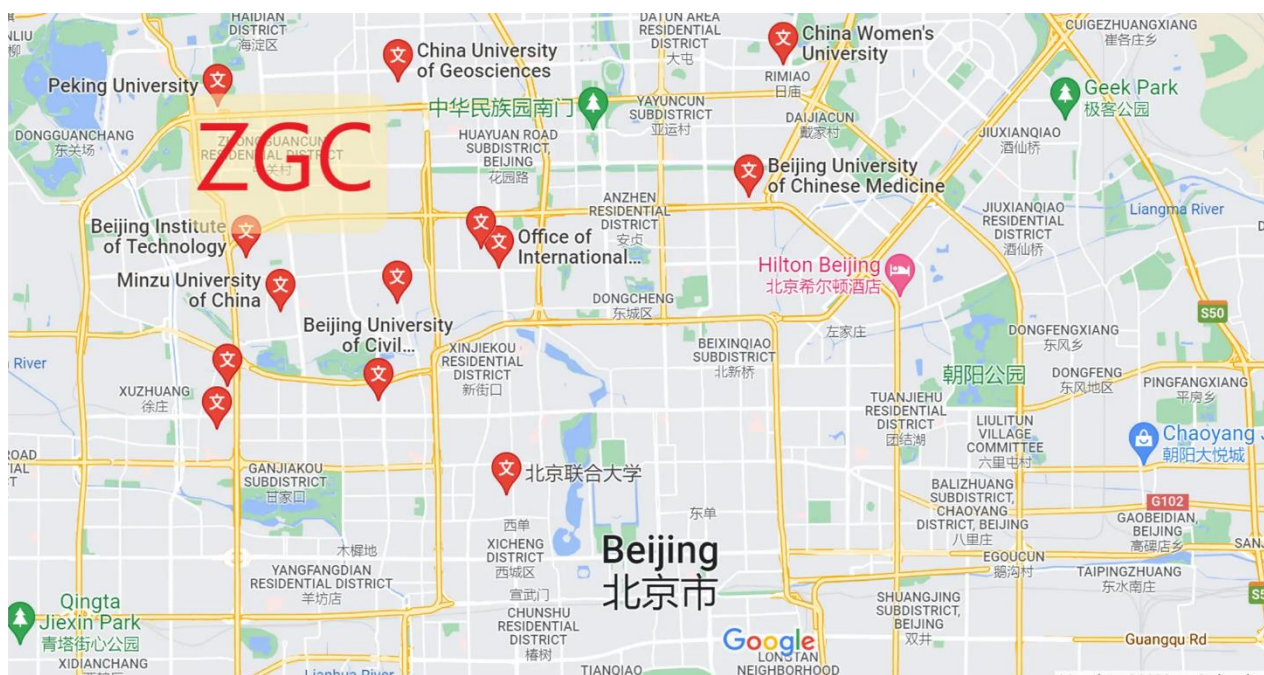 HAIDIAN
DISTRICT
海淀区
DATUN AREA
RESIDENTIAL
DISTRICT
大屯
CUIGEZHUANGXIANG
崔各庄乡
China Women's
University
China University
of Geosciences
Peking University
RIMIAO
日庙
Geek Park
极客公园
中华民族园南门
YAYUNCUN
SUBDISTRICT
亚运村
DAIJIACUN
戴家村
DONGGUANCHANG
东关场
ZGC
HUAYUAN ROAD
SUBDISTRICT,
BEIJING
花园路
JIUXIANQIAO
酒仙桥
Beijing University
of Chinese Medicine
ANZHEN
RESIDENTIAL
DISTRICT
安贞
JIUXIANQIAO
RESIDENTIAL
DISTRICT
酒仙桥
Liangma River
Beijing Institute
of Technology
Office of
International...
Minzu University
of China
Hilton Beijing
北京希尔顿酒店
DONGCHENG
东城区
S50
Beijing University
of Civil...
左家庄
DONGFENGXIANG
东风乡
River
XINJIEKOU
RESIDENTIAL
DISTRICT
新街口
BEIXINQIAO
SUBDISTRICT
北新桥
朝阳公园
DONGFENG
东风地区
PINGFANGXIANG
平房乡
XUZHUANG
徐庄
TUANJIEHU
RESIDENTIAL
DISTRICT
团结湖
LIULITUN
VILLAGE
COMMITTEE
六里屯村
Chaoyang J
朝阳大悦城
ROAD
GANJIAKOU
SUBDISTRICT
甘家口
北京联合大学
BALIZHUANG
SUBDISTRICT,
CHAOYANG
DISTRICT, BEIJING
八里庄
G102
GAOBEIDIAN,
BEIJING
高碑店乡
西单
东单
XICHENG
DISTRICT
西城区
Beijing
北京市
木樨地
YANGFANGDIAN
RESIDENTIAL DISTRICT
羊坊店
EGOUCUN
鹅沟村
TAIPINGZHUANG
东水南庄
宣武门
CHUNSHU
RESIDENTIAL
DISTRICT
椿树
SHUANGJING
SUBDISTRICT,
BEIJING
双井
Qingta
Jiexin Park
青塔街心公园
Google
Guangqu Rd
XIDIANCHANG
Lianhua River
TIANQIAO
NEIGHBORHOOD